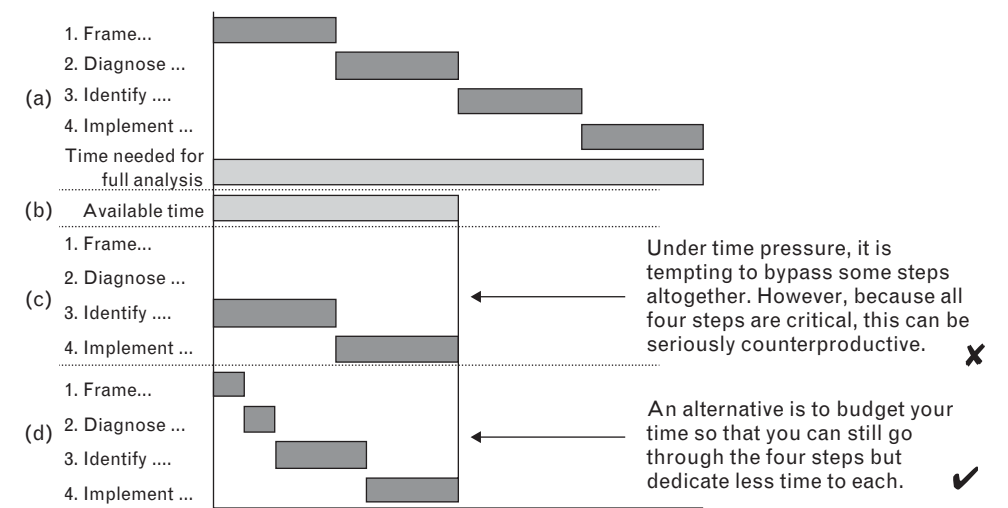 1. Frame...
2. Diagnose ...
(a)
3. Identify ....
4. Implement ...
Time needed for
full analysis
(b)
Available time
1. Frame...
2. Diagnose ...
(c)
3. Identify ....
4. Implement ...
Under time pressure, it is
tempting to bypass some steps
altogether. However, because all
four steps are critical, this can be
seriously counterproductive.
✘
1. Frame...
(d)
2. Diagnose ...
3. Identify ....
4. Implement ...
An alternative is to budget your
time so that you can still go
through the four steps but
dedicate less time to each.
✔